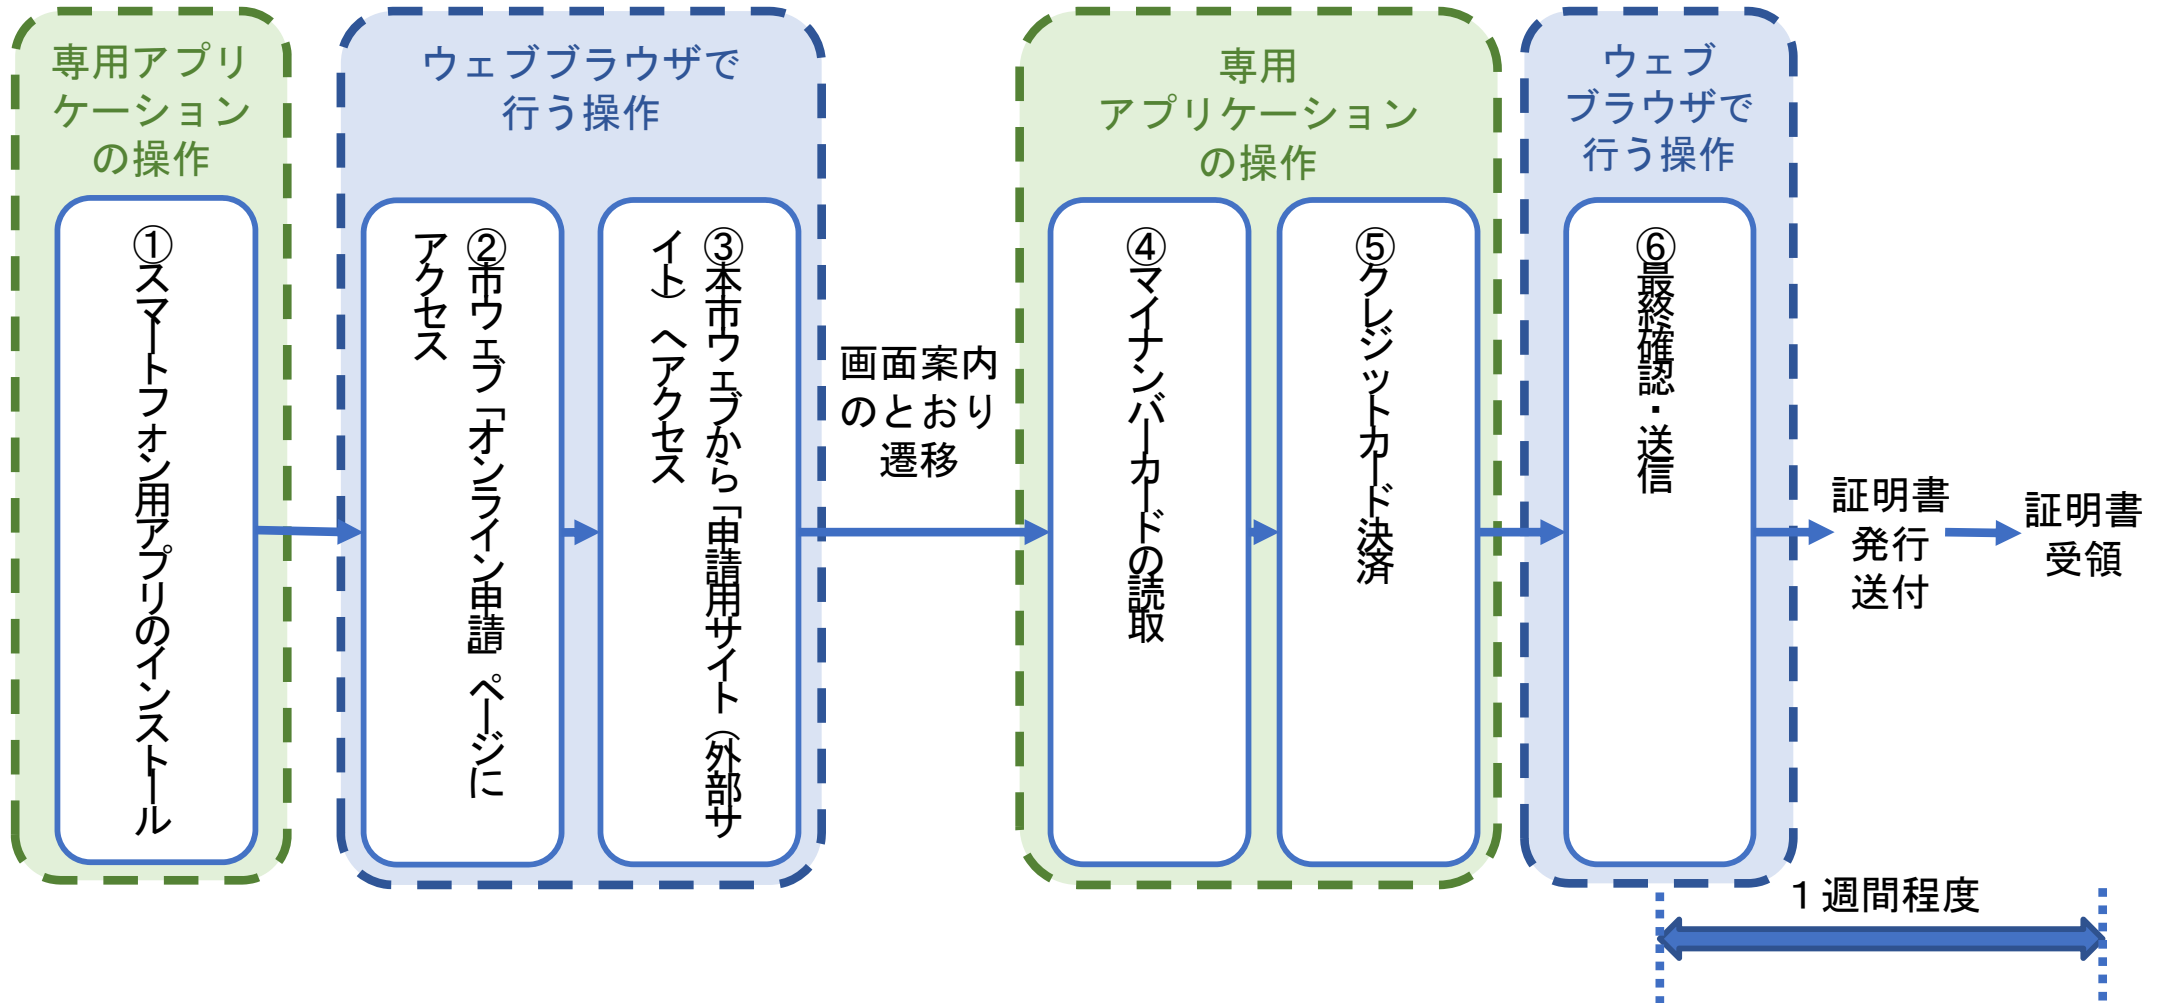 専用アプリ
ケーション
の操作
①スマートフォン用アプリのインストール
ウェブブラウザで
行う操作
②市ウェブ「オンライン申請」ページに
アクセス
③本市ウェブから「申請用サイト（外部サ
イト）へアクセス
画面案内
のとおり
遷移
専用
アプリケーション
の操作
④マイナンバーカードの読取
⑤クレジットカード決済
ウェブ
ブラウザで
行う操作
⑥最終確認・送信
証明書
発行
送付
証明書
受領
１週間程度